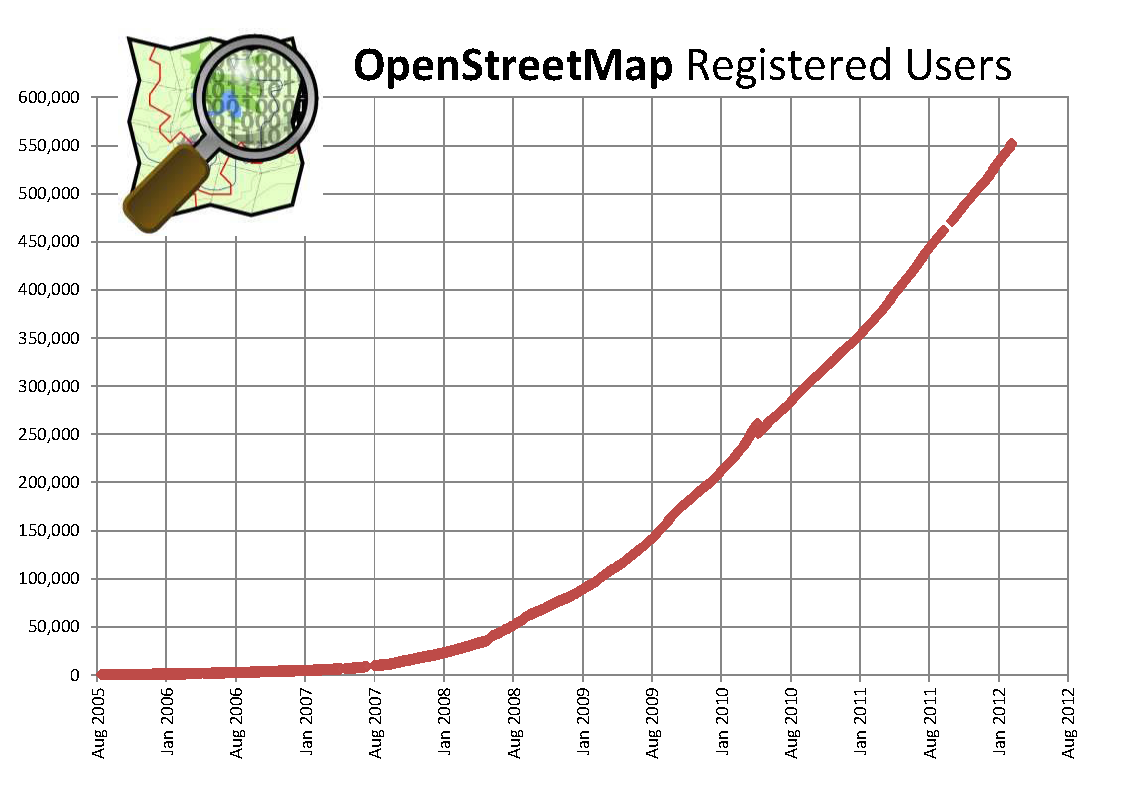 OpenStreetMap Registered Users
600,000
550,000
500,000
450,000
400,000
350,000
300,000
250,000
200,000
150,000
100,000
50,000
0
Aug 2005
Jan 2006
Aug 2006
Jan 2007
Aug 2007
Jan 2008
Aug 2008
Jan 2009
Aug 2009
Jan 2010
Aug 2010
Jan 2011
Aug 2011
Jan 2012
Aug 2012